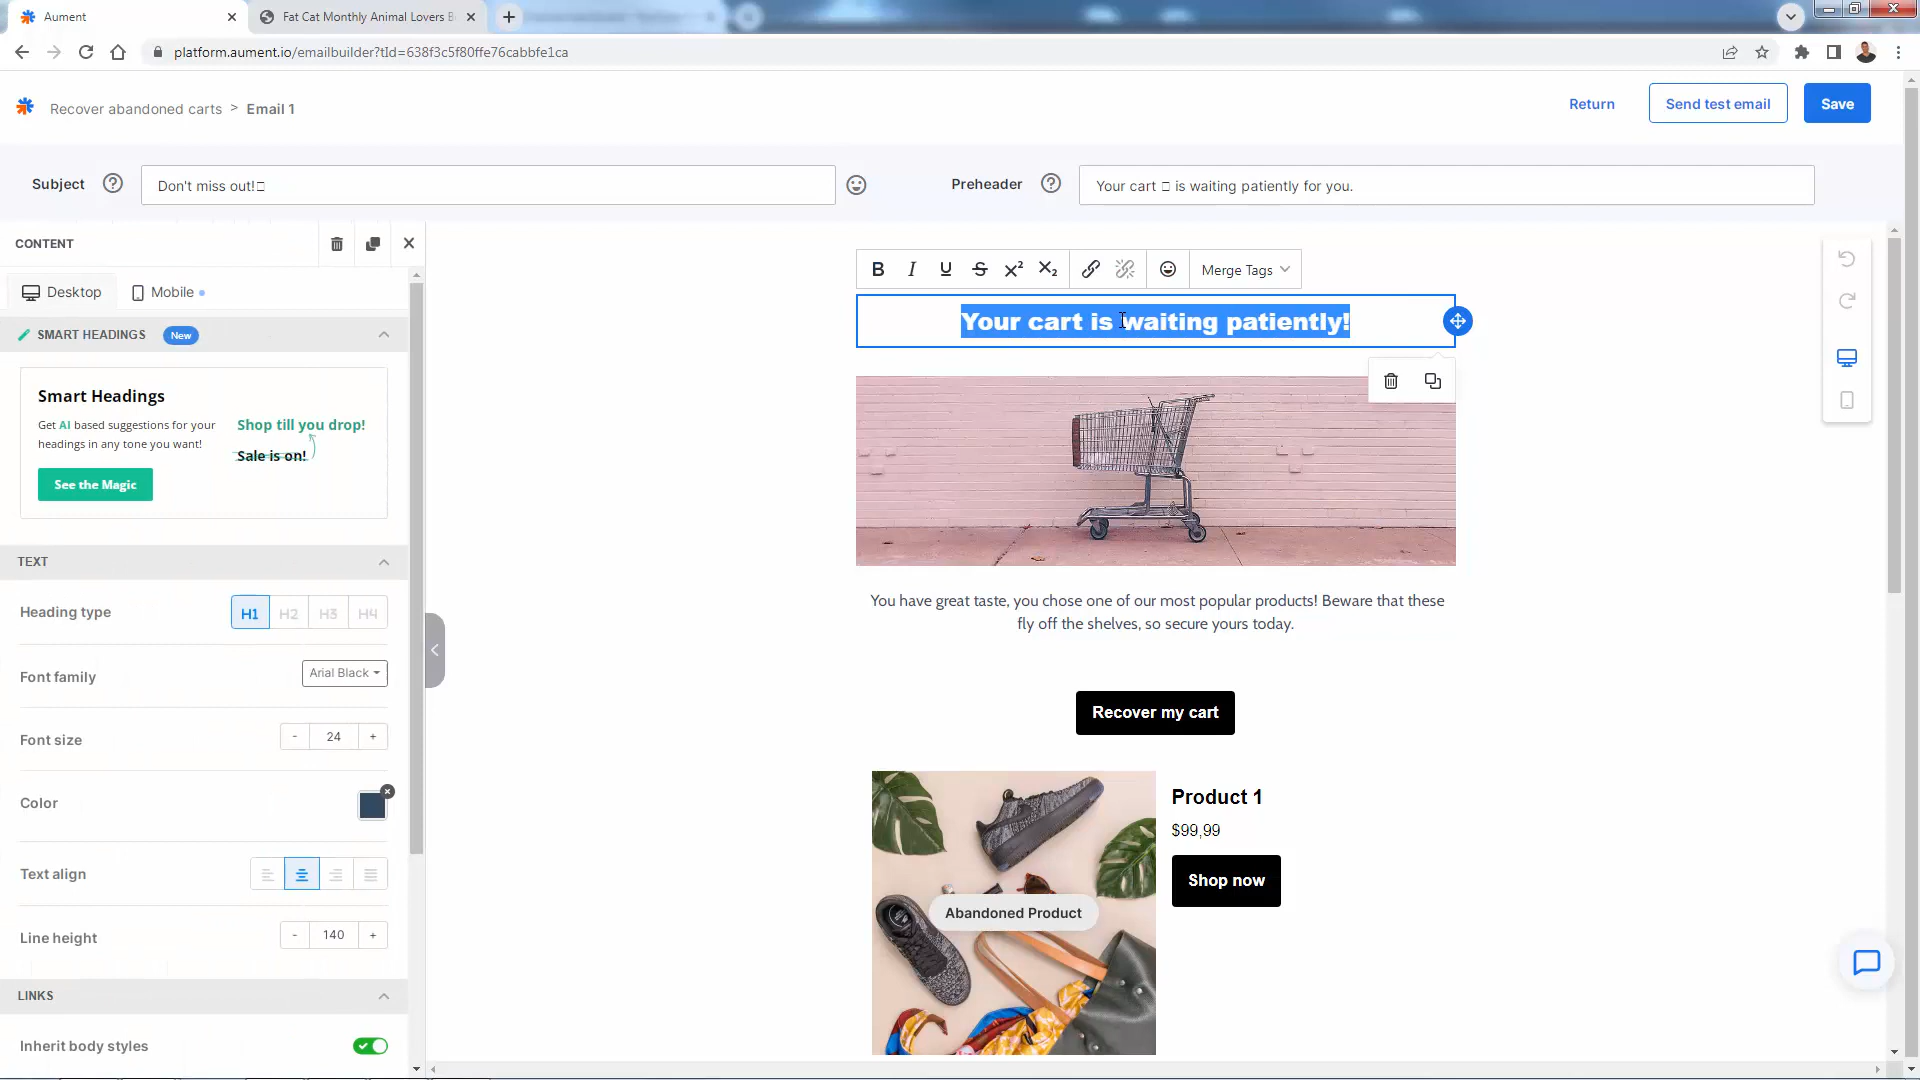 Aument
Fat Cat Monthly Animal Lovers B
platform.aument.io/emailbuilder?tId=638f3c5f80ffe76cabbfe1ca
Recover abandoned carts > Email 1
Return
Send test email
Save
Subject
Don't miss out!
Preheader
Your cart is waiting patiently for you.
CONTENT
Desktop
Mobile
SMART HEADINGS
New
Smart Headings
Get AI based suggestions for your
headings in any tone you want!
Shop till you drop!
Sale is on!
See the Magic
TEXT
Heading type
H1
H2
H3
H4
Font family
Arial Black
Font size
- 24 +
Color
Text align
Line height
- 140 +
LINKS
Inherit body styles
B I U S X² X₂
Merge Tags
Your cart is waiting patiently!
You have great taste, you chose one of our most popular products! Beware that these
fly off the shelves, so secure yours today.
Recover my cart
Abandoned Product
Product 1
$99,99
Shop now